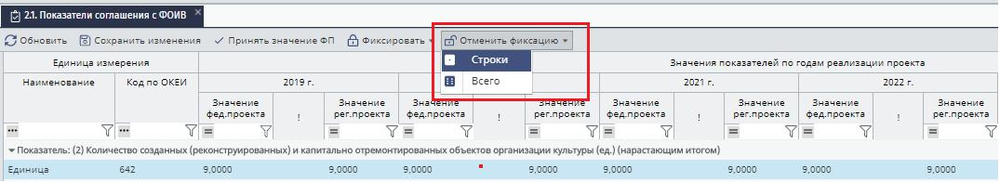 2.1. Показатели соглашения с ФОИВ
Обновить Сохранить изменения Принять значение ФП Фиксировать Отменить фиксацию
Строки
Всего
Единица измерения Значения показателей по годам реализации проекта
Наименование Код по ОКЕИ 2019 г. 2021 г. 2022 г.
Значение фед.проекта ! Значение рег.проекта Значение фед.проекта ! Значение рег.проекта Значение фед.проекта ! Значение рег.проекта Значение фед.проекта ! Значение рег.проекта
Показатель: (2) Количество созданных (реконструированных) и капитально отремонтированных объектов организации культуры (ед.) (нарастающим итогом)
Единица 642 9,0000 9,0000 9,0000 9,0000 9,0000 9,0000 9,0000 9,0000